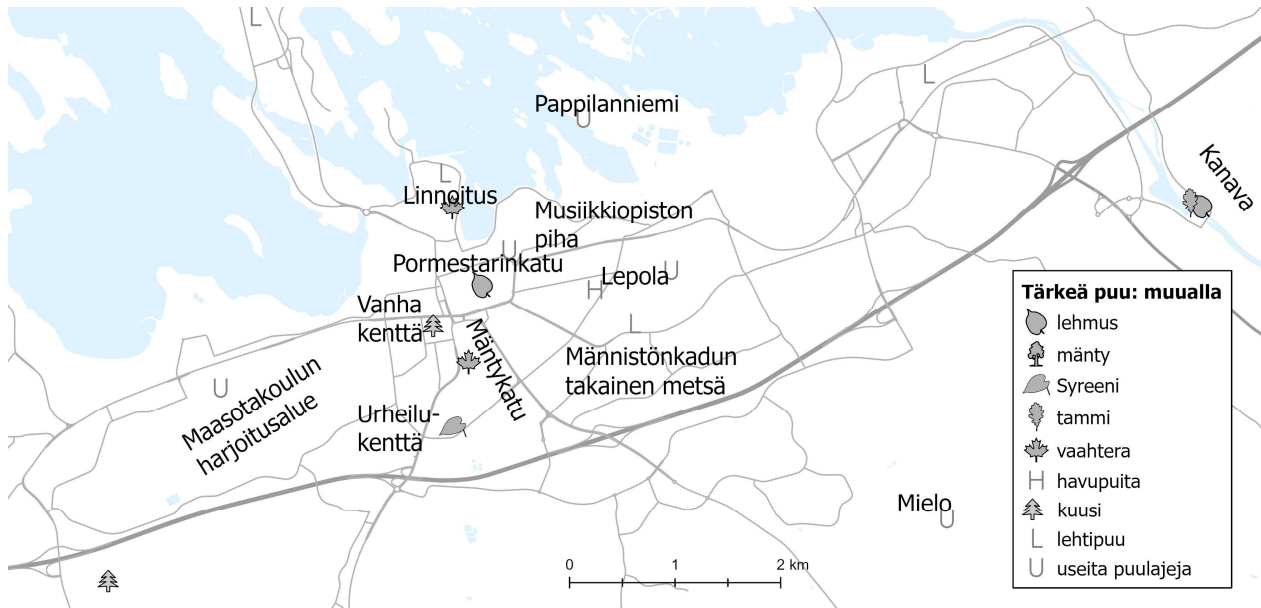 L
L
Pappilanniemi
U
L
Linnoitus
Kanava
Musiikkiopiston
piha
U
Pormestarinkatu
Lepola
U
H
Vanha
kenttä
L
Mäntykatu
Männistönkadun
takainen metsä
U
Maasotakoulun
harjoitusalue
Urheilu-
kenttä
Mielo
U
0 1 2 km
Tärkeä puu: muualla
lehmus
mänty
Syreeni
tammi
vaahtera
H havupuita
kuusi
L lehtipuu
U useita puulajeja